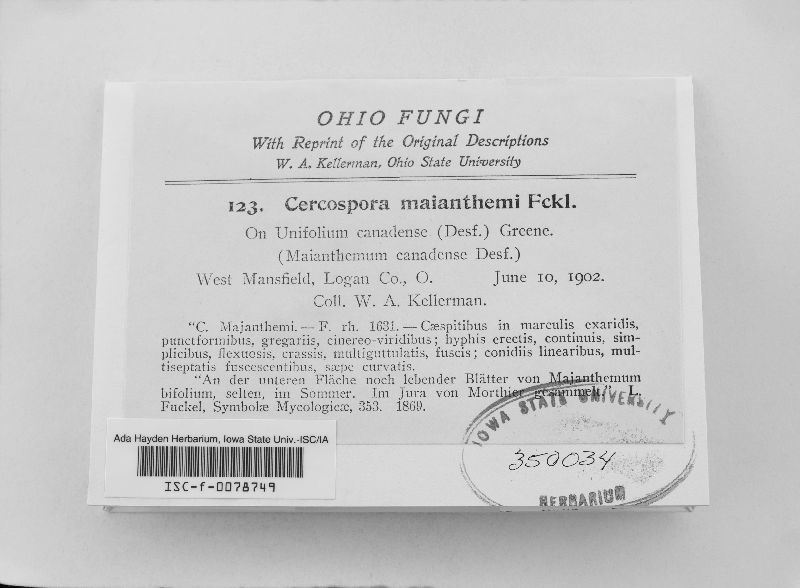 OHIO FUNGI
With Reprint of the Original Descriptions
W. A. Kellerman, Ohio State University
123. Cercospora maianthemi Fckl.
On Unifolium canadense (Desf.) Greene.
(Maianthemum canadense Desf.)
West Mansfield, Logan Co., O. June 10, 1902.
Coll. W. A. Kellerman.
"C. Majanthemi. — F. rh. 1631. — Cæspitibus in marculis exaridis,
punctformibus, gregariis, cinereo-viridibus; hyphis erectis, continuis, sim-
plicibus, flexuosis, crassis, multiguttulatis, fuscis; conidiis linearibus, mul-
tiseptatis fuscescentibus, sæpe curvatis.
"An der unteren Fläche noch lebender Blätter von Majanthemum
bifolium, selten, im Sommer. Im Jura von Morthier gesammelt." L.
Fuckel, Symbolæ Mycologicæ, 353. 1869.
IOWA STATE UNIVERSITY
350034
HERBARIUM
Ada Hayden Herbarium, Iowa State Univ.-ISC/IA
ISC-f-0078749